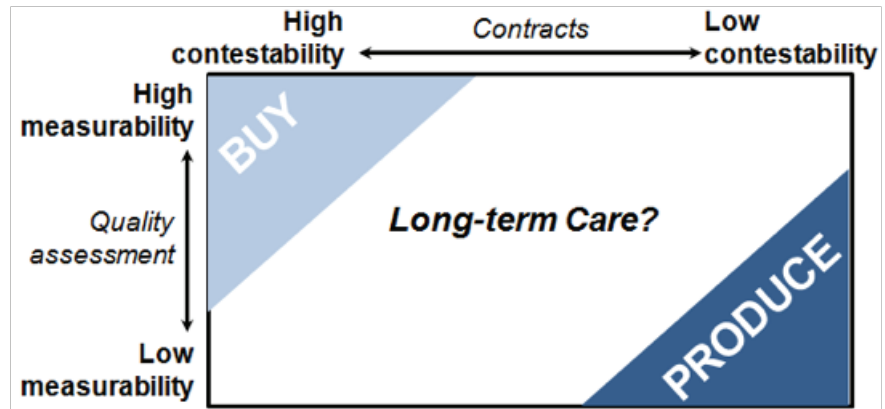 High
contestability
Contracts
Low
contestability
High
measurability
BUY
Quality
assessment
Long-term Care?
Low
measurability
PRODUCE